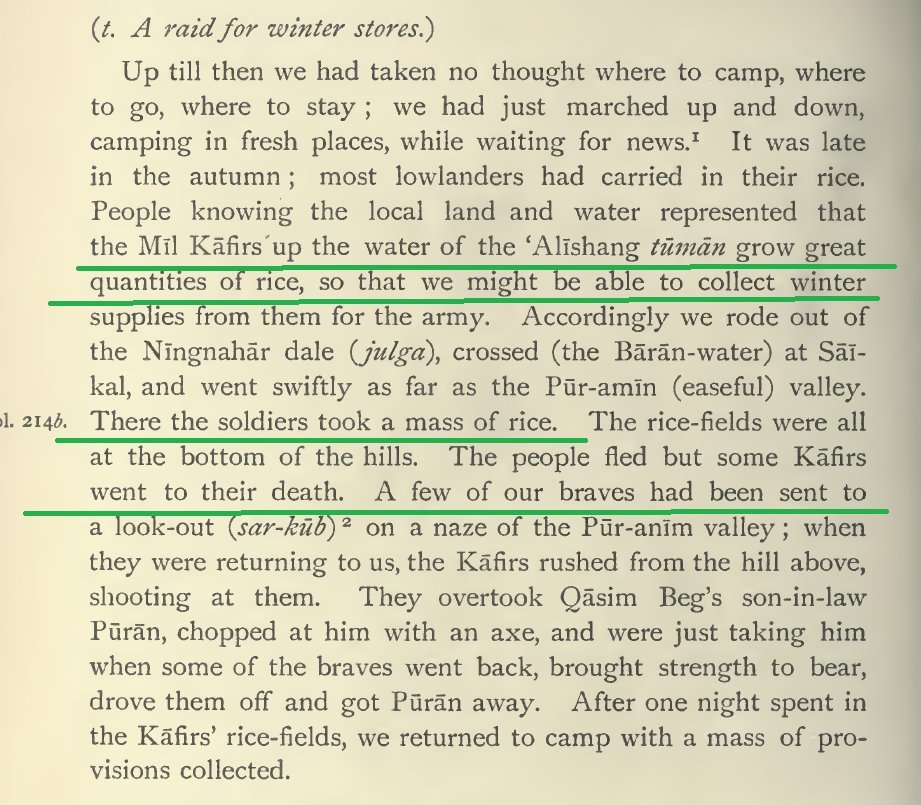 (t. A raid for winter stores.)
Up till then we had taken no thought where to camp, where
to go, where to stay ; we had just marched up and down,
camping in fresh places, while waiting for news.¹ It was late
in the autumn ; most lowlanders had carried in their rice.
People knowing the local land and water represented that
the Mīl Kāfirs up the water of the ‘Alīshang tūmān grow great
quantities of rice, so that we might be able to collect winter
supplies from them for the army. Accordingly we rode out of
the Nīngnahār dale (julga), crossed (the Bārān-water) at Sāī-
kal, and went swiftly as far as the Pūr-amīn (easeful) valley.
ol. 214b. There the soldiers took a mass of rice. The rice-fields were all
at the bottom of the hills. The people fled but some Kāfirs
went to their death. A few of our braves had been sent to
a look-out (sar-kūb)² on a naze of the Pūr-anīm valley ; when
they were returning to us, the Kāfirs rushed from the hill above,
shooting at them. They overtook Qāsim Beg’s son-in-law
Pūrān, chopped at him with an axe, and were just taking him
when some of the braves went back, brought strength to bear,
drove them off and got Pūrān away. After one night spent in
the Kāfirs’ rice-fields, we returned to camp with a mass of pro-
visions collected.